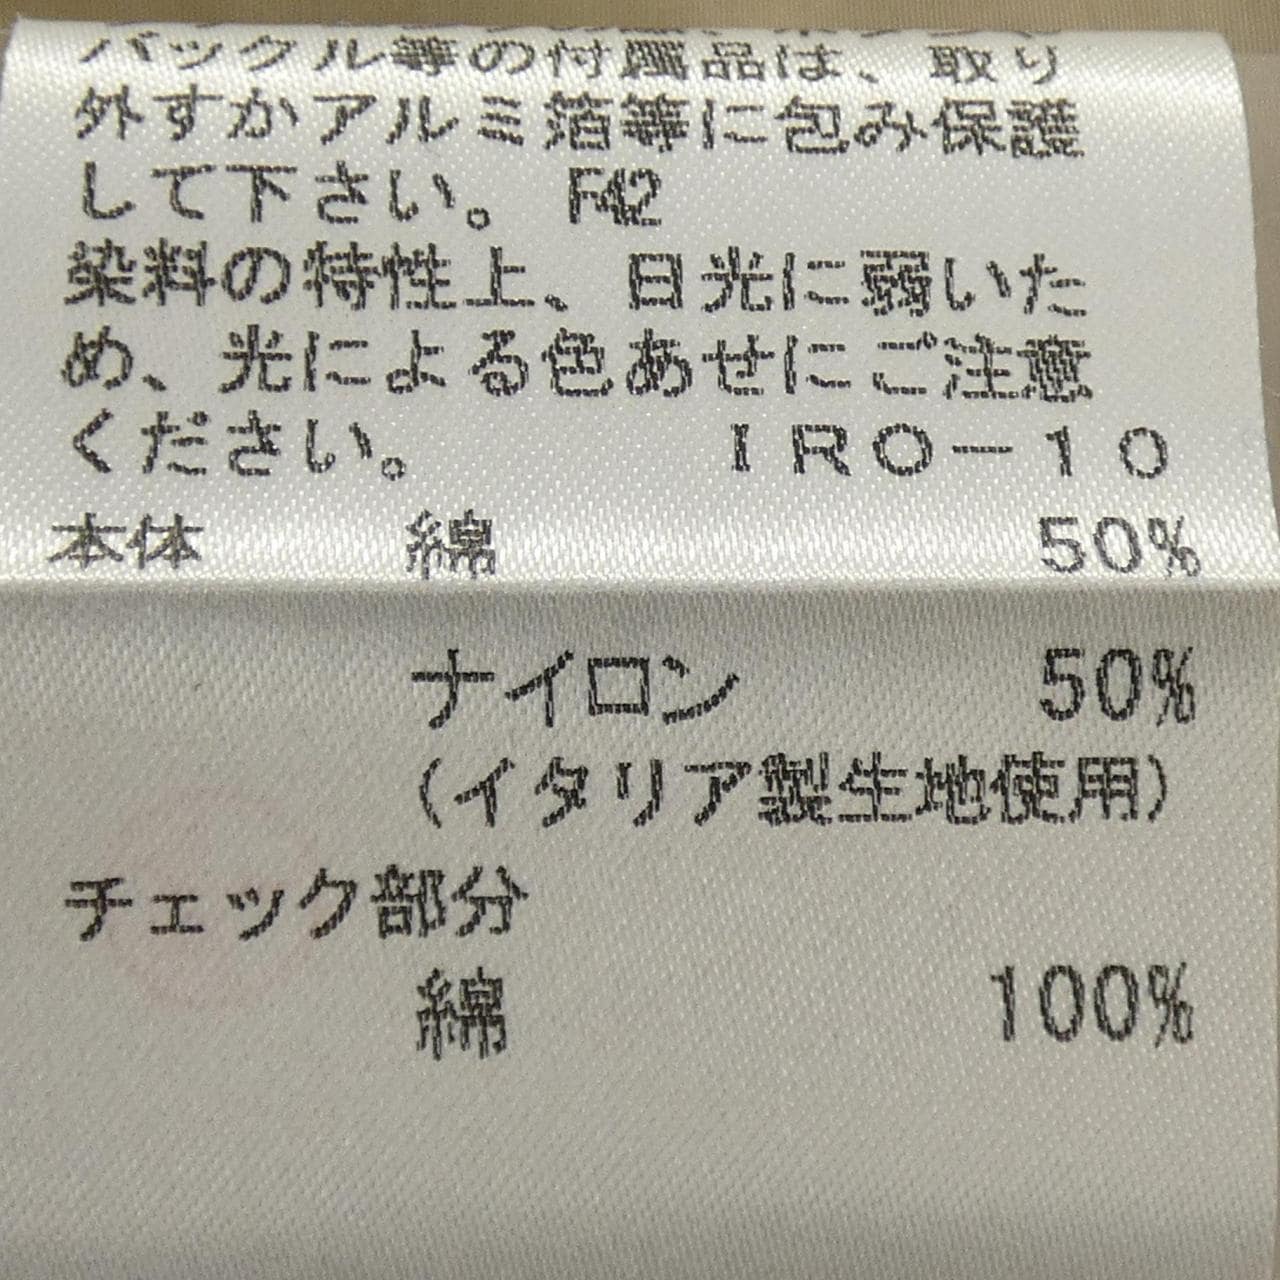 バックル等の付属品は、取り
外すかアルミ箔等に包み保護
して下さい。 F42
染料の特性上、日光に弱いた
め、光による色あせにご注意
ください。 IRO-10
本体 綿 50%
ナイロン 50%
(イタリア製生地使用)
チェック部分
綿 100%